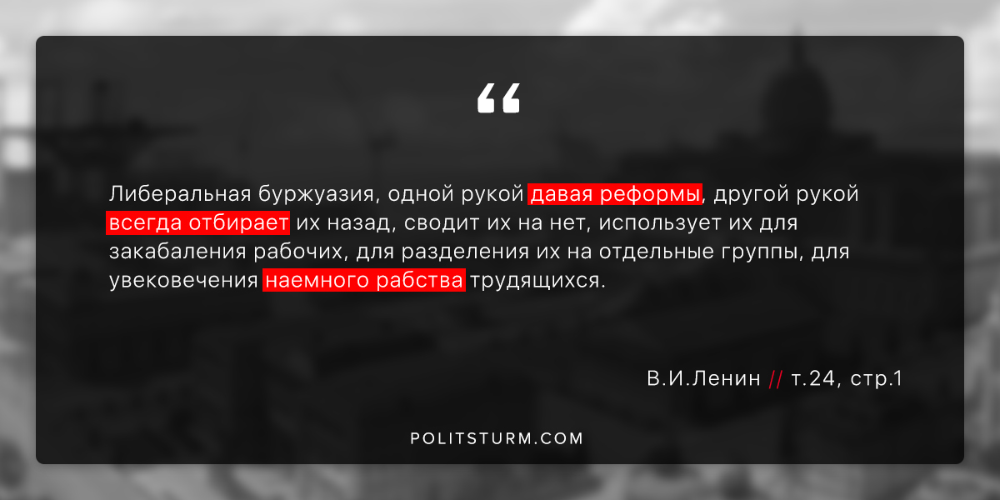 “
Либеральная буржуазия, одной рукой давая реформы, другой рукой
всегда отбирает их назад, сводит их на нет, использует их для
закабаления рабочих, для разделения их на отдельные группы, для
увековечения наемного рабства трудящихся.
В.И.Ленин // т.24, стр.1
POLITSTURM.COM